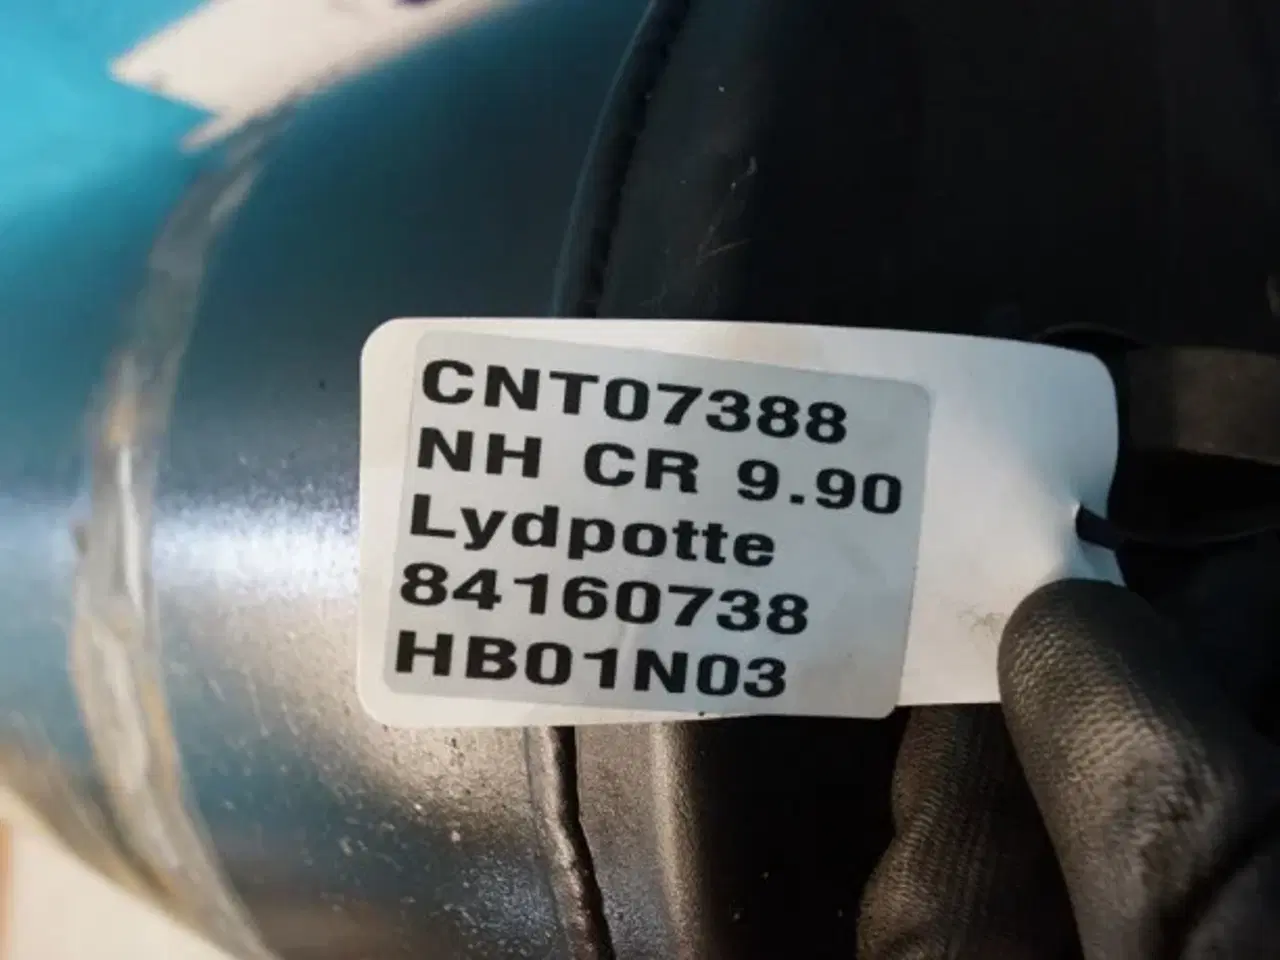 CNT07388
NH CR 9.90
Lydpotte
84160738
HB01N03